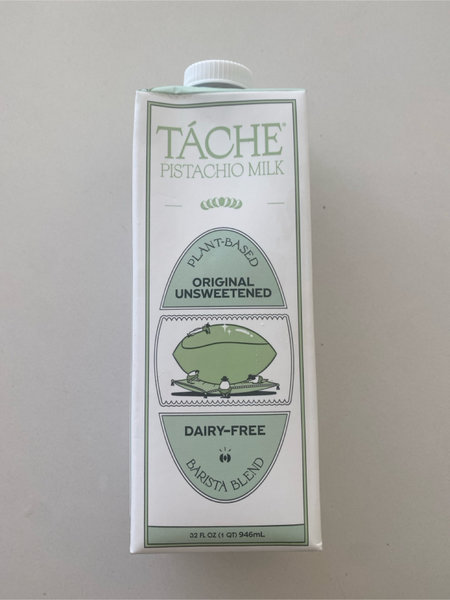 TÁCHE®
PISTACHIO MILK
PLANT-BASED
ORIGINAL
UNSWEETENED
DAIRY-FREE
BARISTA BLEND
32 FL OZ (1 QT) 946mL